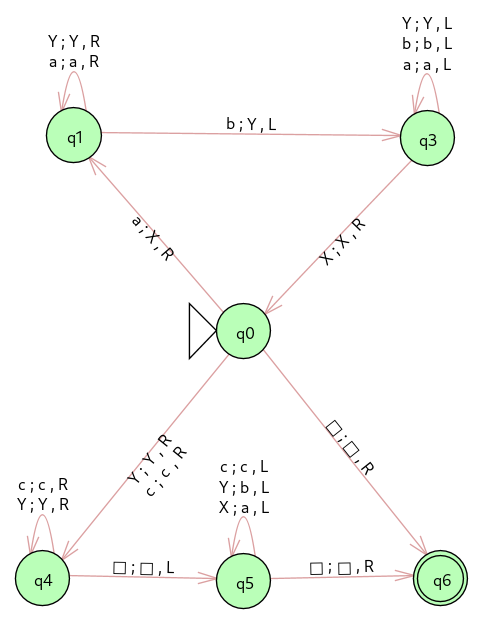 Y;Y,R
a;a,R
Y;Y,L
b;b,L
a;a,L
q1
b;Y,L
q3
a;X,R
X;X,R
q0
Y;Y,R
c;c,R
□;□,R
c;c,R
Y;Y,R
c;c,L
Y;b,L
X;a,L
q4
□;□,L
q5
□;□,R
q6